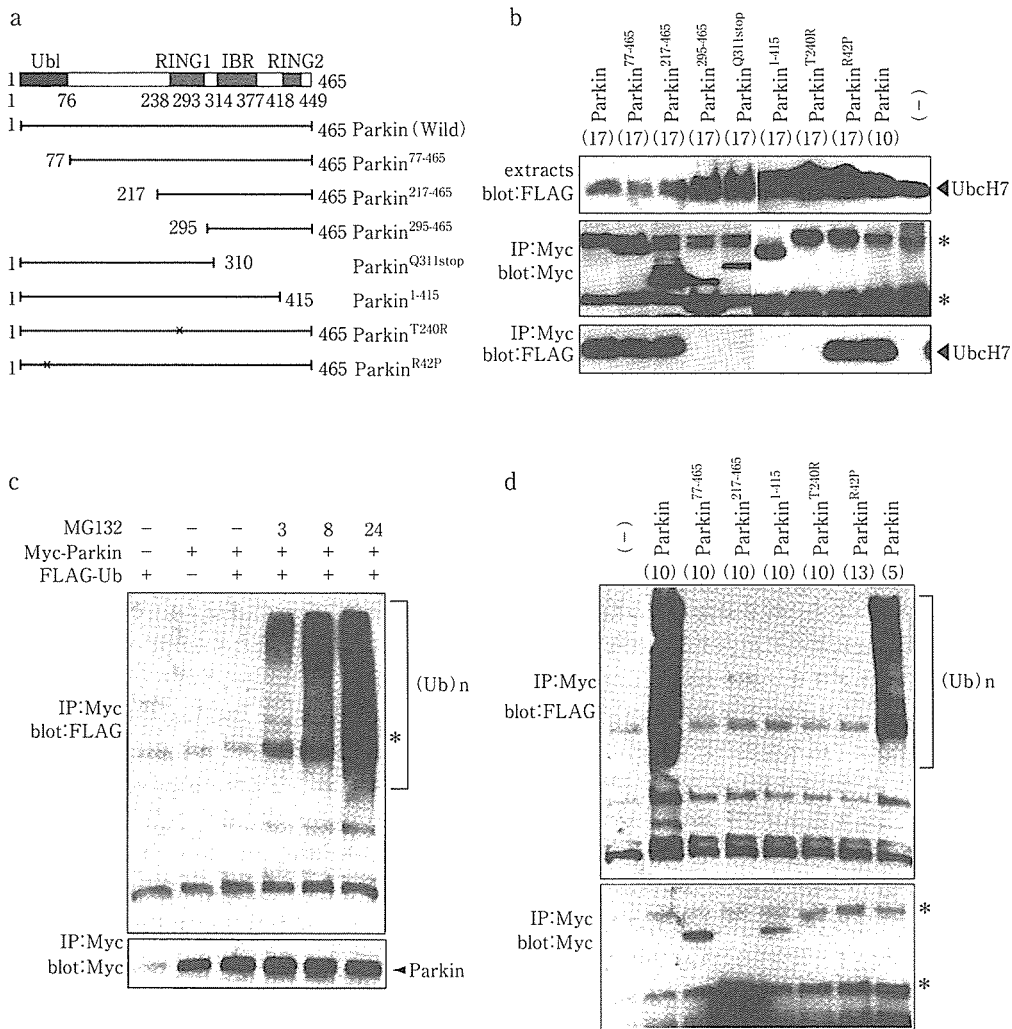 a
Ubl RING1 IBR RING2
1 465
1 76 238 293 314 377 418 449
1 465 Parkin (Wild)
77 465 Parkin77-465
217 465 Parkin217-465
295 465 Parkin295-465
1 310 ParkinQ311stop
1 415 Parkin1-415
1 × 465 ParkinT240R
1 × 465 ParkinR42P
b
Parkin
Parkin77-465
Parkin217-465
Parkin295-465
ParkinQ311stop
Parkin1-415
ParkinT240R
ParkinR42P
Parkin
(-)
(17) (17) (17) (17) (17) (17) (17) (17) (10)
extracts
blot:FLAG
UbcH7
IP:Myc
blot:Myc
*
*
IP:Myc
blot:FLAG
UbcH7
c
MG132 − − − 3 8 24
Myc-Parkin − + + + + +
FLAG-Ub + − + + + +
IP:Myc
blot:FLAG
(Ub)n
*
IP:Myc
blot:Myc
Parkin
d
(-)
Parkin
Parkin77-465
Parkin217-465
Parkin1-415
ParkinT240R
ParkinR42P
Parkin
(10) (10) (10) (10) (10) (13) (5)
IP:Myc
blot:FLAG
(Ub)n
IP:Myc
blot:Myc
*
*